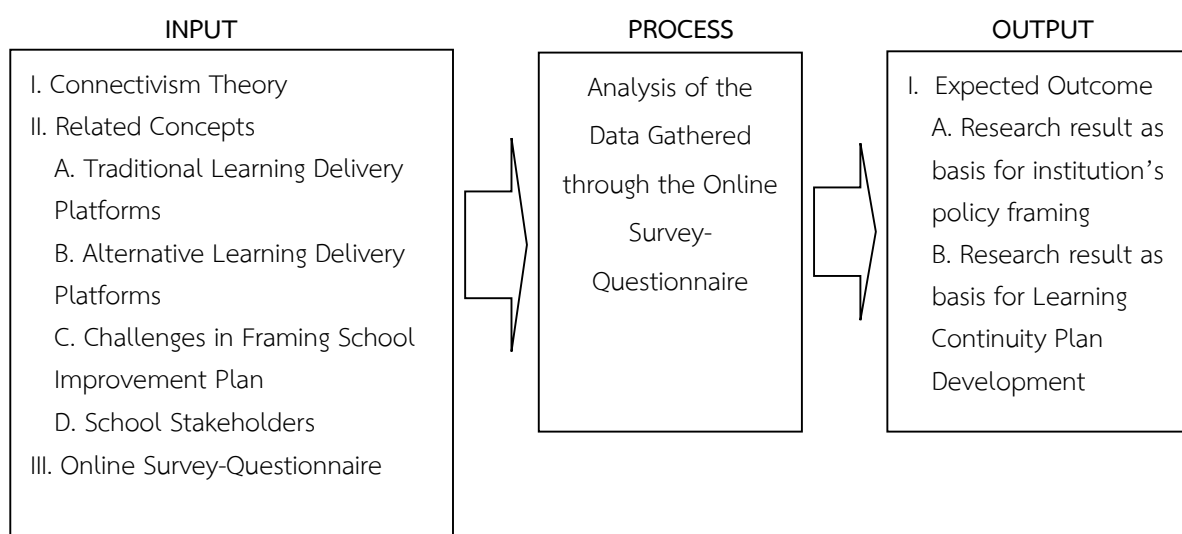 INPUT
I. Connectivism Theory
II. Related Concepts
A. Traditional Learning Delivery
Platforms
B. Alternative Learning Delivery
Platforms
C. Challenges in Framing School
Improvement Plan
D. School Stakeholders
III. Online Survey-Questionnaire
PROCESS
Analysis of the
Data Gathered
through the Online
Survey-
Questionnaire
OUTPUT
I. Expected Outcome
A. Research result as
basis for institution’s
policy framing
B. Research result as
basis for Learning
Continuity Plan
Development